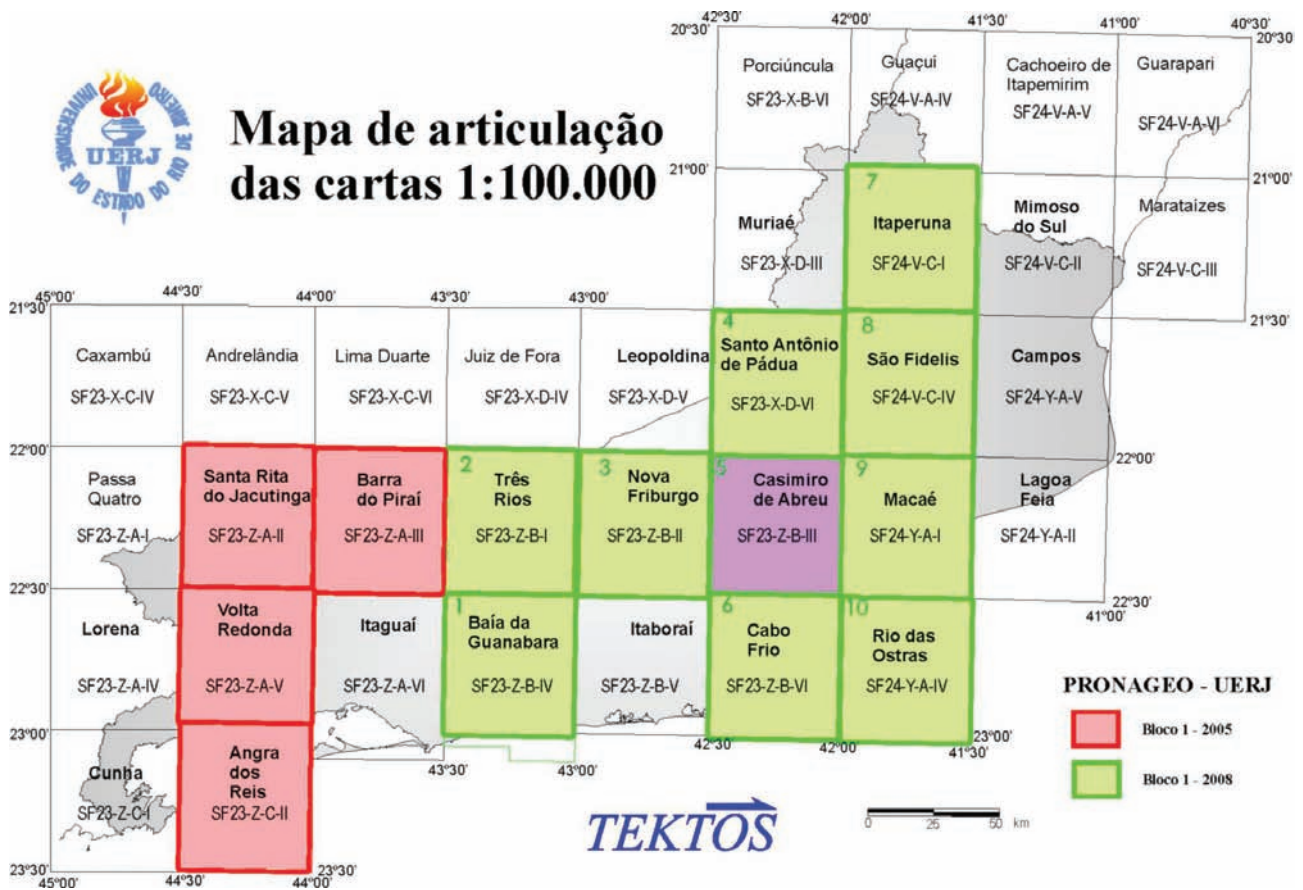 42°30' 42°00' 41°30' 41°00' 40°30'
20°30' 20°30'
UNIVERSIDADE DO ESTADO DO RIO DE JANEIRO
UERJ
Mapa de articulação
das cartas 1:100.000
Porciúncula
SF23-X-B-VI
Guaçuí
SF24-V-A-IV
Cachoeiro de
Itapemirim
SF24-V-A-V
Guarapari
SF24-V-A-VI
21°00' 21°00'
Muriaé
SF23-X-D-III
7
Itaperuna
SF24-V-C-I
Mimoso
do Sul
SF24-V-C-II
Marataizes
SF24-V-C-III
45°00' 44°30' 44°00' 43°30' 43°00'
21°30' 21°30'
Caxambú
SF23-X-C-IV
Andrelândia
SF23-X-C-V
Lima Duarte
SF23-X-C-VI
Juiz de Fora
SF23-X-D-IV
Leopoldina
SF23-X-D-V
4
Santo Antônio
de Pádua
SF23-X-D-VI
8
São Fidelis
SF24-V-C-IV
Campos
SF24-Y-A-V
22°00' 22°00'
Passa
Quatro
SF23-Z-A-I
Santa Rita
do Jacutinga
SF23-Z-A-II
Barra
do Piraí
SF23-Z-A-III
2
Três
Rios
SF23-Z-B-I
3
Nova
Friburgo
SF23-Z-B-II
5
Casimiro
de Abreu
SF23-Z-B-III
9
Macaé
SF24-Y-A-I
Lagoa
Feia
SF24-Y-A-II
22°30' 22°30'
41°00'
Lorena
SF23-Z-A-IV
Volta
Redonda
SF23-Z-A-V
Itaguaí
SF23-Z-A-VI
1
Baía da
Guanabara
SF23-Z-B-IV
Itaboraí
SF23-Z-B-V
6
Cabo
Frio
SF23-Z-B-VI
10
Rio das
Ostras
SF24-Y-A-IV
23°00' 23°00'
43°30' 43°00' 42°30' 42°00' 41°30'
Cunha
SF23-Z-C-I
Angra
dos
Reis
SF23-Z-C-II
23°30' 23°30'
45°00' 44°30' 44°00'
PRONAGEO - UERJ
Bloco 1 - 2005
Bloco 1 - 2008
TEKTOS
0 25 50 km